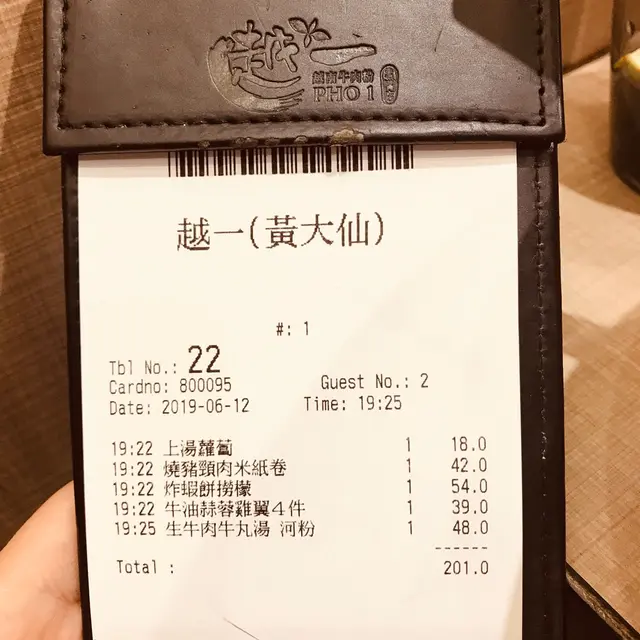 越一
越南牛肉粉
PHO 1
越一(黃大仙)
#: 1
Tbl No.: 22
Cardno: 800095 Guest No.: 2
Date: 2019-06-12 Time: 19:25
19:22 上湯蘿蔔 1 18.0
19:22 燒豬頸肉米紙卷 1 42.0
19:22 炸蝦餅撈檬 1 54.0
19:22 牛油蒜蓉雞翼4件 1 39.0
19:25 生牛肉牛丸湯 河粉 1 48.0
------
Total : 201.0